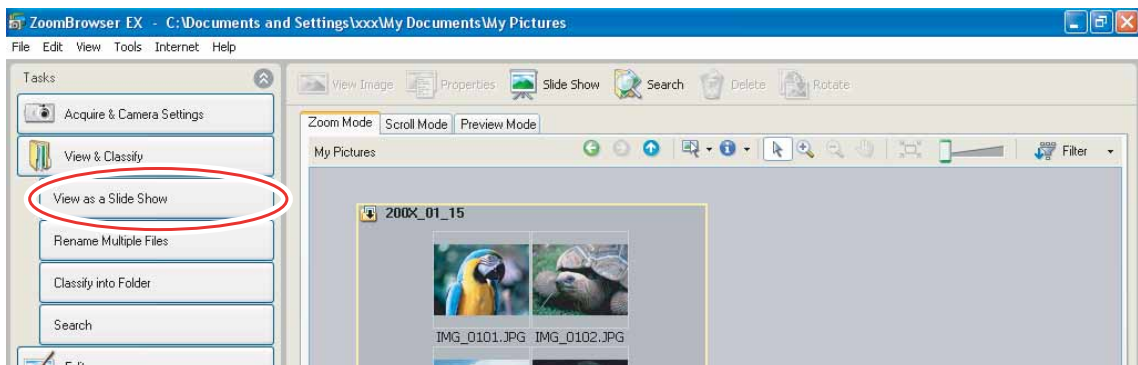 ZoomBrowser EX - C:\Documents and Settings\xxx\My Documents\My Pictures
File Edit View Tools Internet Help
Tasks
Acquire & Camera Settings
View & Classify
View as a Slide Show
Rename Multiple Files
Classify into Folder
Search
View Image Properties Slide Show Search Delete Rotate
Zoom Mode Scroll Mode Preview Mode
My Pictures Filter
200X_01_15
IMG_0101.JPG IMG_0102.JPG